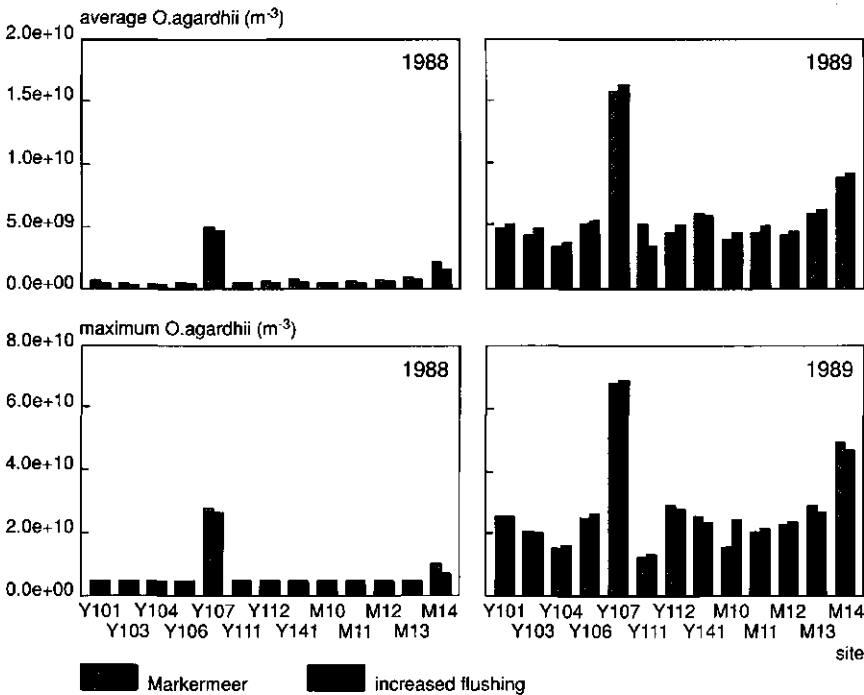 average O.agardhii (m-3)
2.0e+10
1.5e+10
1.0e+10
5.0e+09
0.0e+00
1988
1989
maximum O.agardhii (m-3)
8.0e+10
6.0e+10
4.0e+10
2.0e+10
0.0e+00
1988
1989
Y101 Y104 Y107 Y112 M10 M12 M14 Y101 Y104 Y107 Y112 M10 M12 M14
Y103 Y106 Y111 Y141 M11 M13 Y103 Y106 Y111 Y141 M11 M13
site
Markermeer increased flushing